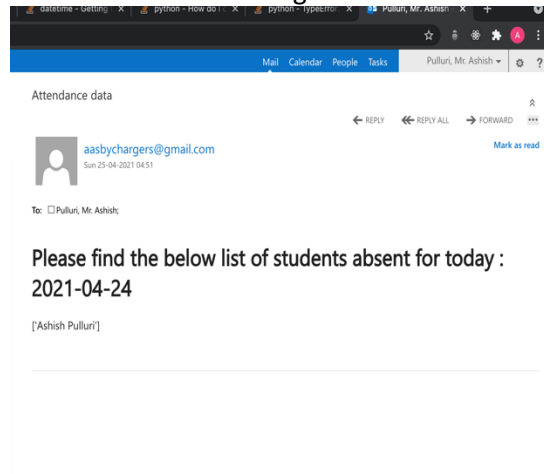 datetime - Getting
python - How do I c
python - TypeError
Pulluri, Mr. Ashish
A
Mail Calendar People Tasks Pulluri, Mr. Ashish ?
Attendance data
REPLY REPLY ALL FORWARD ...
aasbychargers@gmail.com Mark as read
Sun 25-04-2021 04:51
To: Pulluri, Mr. Ashish;
Please find the below list of students absent for today :
2021-04-24
['Ashish Pulluri']